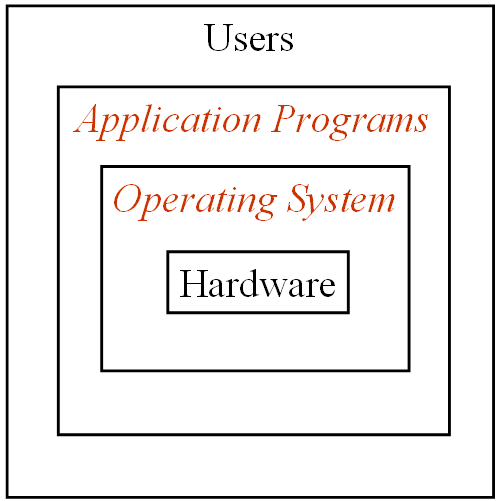 Users
Application Programs
Operating System
Hardware